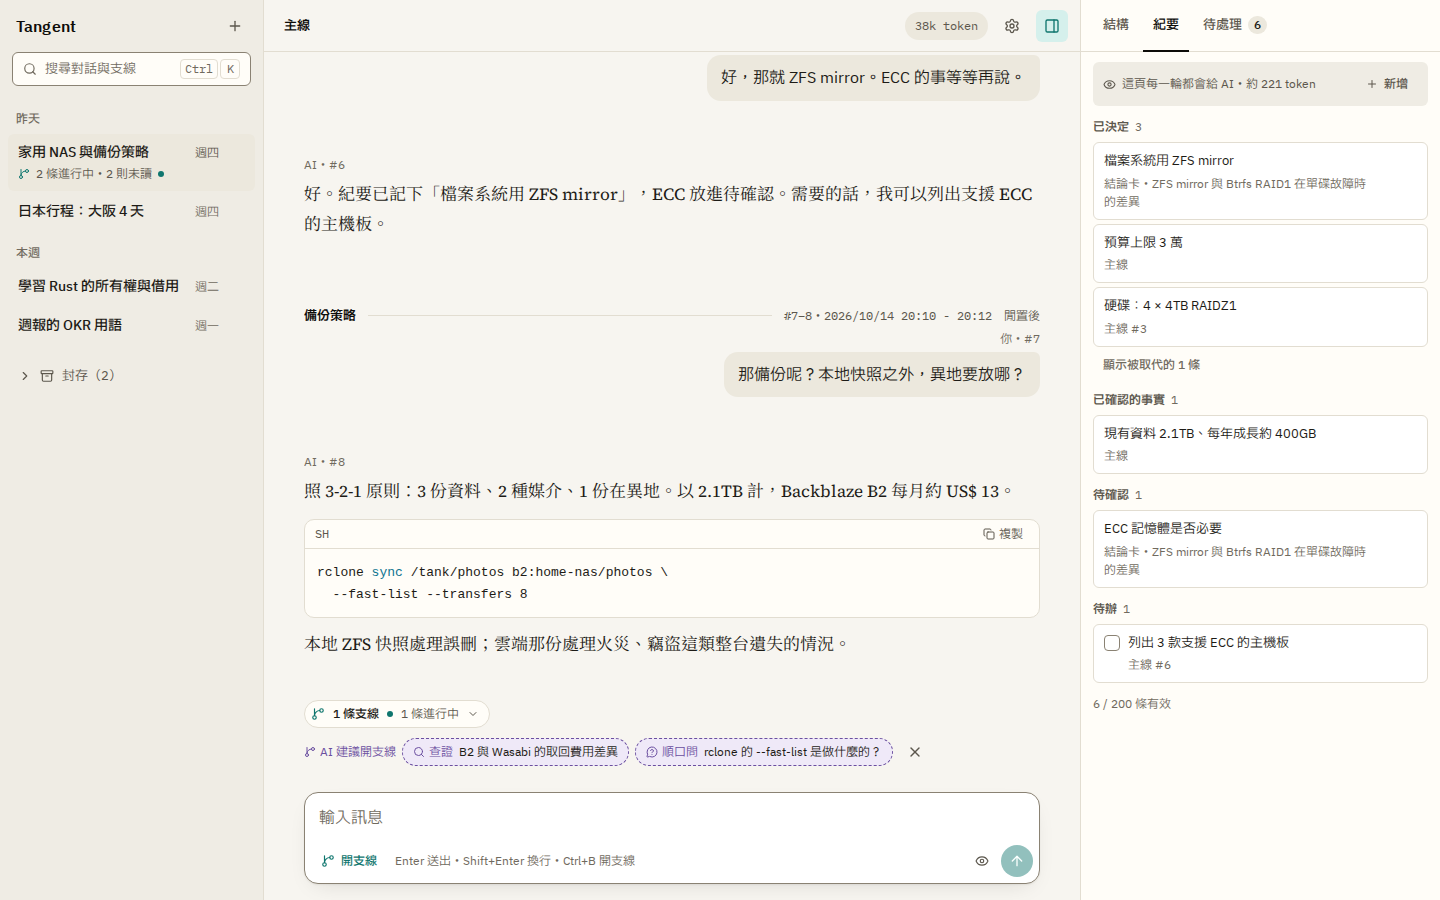 Tangent
搜尋對話與支線 Ctrl K
昨天
家用 NAS 與備份策略 週四
2 條進行中・2 則未讀
日本行程：大阪 4 天 週四
本週
學習 Rust 的所有權與借用 週二
週報的 OKR 用語 週一
封存（2）
主線
38k token
好，那就 ZFS mirror。ECC 的事等等再說。
AI・#6
好。紀要已記下「檔案系統用 ZFS mirror」，ECC 放進待確認。需要的話，我可以列出支援 ECC
的主機板。
備份策略 #7–8・2026/10/14 20:10 - 20:12 閒置後
你・#7
那備份呢？本地快照之外，異地要放哪？
AI・#8
照 3-2-1 原則：3 份資料、2 種媒介、1 份在異地。以 2.1TB 計，Backblaze B2 每月約 US$ 13。
SH 複製
rclone sync /tank/photos b2:home-nas/photos \
--fast-list --transfers 8
本地 ZFS 快照處理誤刪；雲端那份處理火災、竊盜這類整台遺失的情況。
1 條支線 1 條進行中
AI 建議開支線 查證 B2 與 Wasabi 的取回費用差異 順口問 rclone 的 --fast-list 是做什麼的？
輸入訊息
開支線 Enter 送出・Shift+Enter 換行・Ctrl+B 開支線
結構 紀要 待處理 6
這頁每一輪都會給 AI・約 221 token 新增
已決定 3
檔案系統用 ZFS mirror
結論卡・ZFS mirror 與 Btrfs RAID1 在單碟故障時
的差異
預算上限 3 萬
主線
硬碟：4 × 4TB RAIDZ1
主線 #3
顯示被取代的 1 條
已確認的事實 1
現有資料 2.1TB、每年成長約 400GB
主線
待確認 1
ECC 記憶體是否必要
結論卡・ZFS mirror 與 Btrfs RAID1 在單碟故障時
的差異
待辦 1
列出 3 款支援 ECC 的主機板
主線 #6
6 / 200 條有效